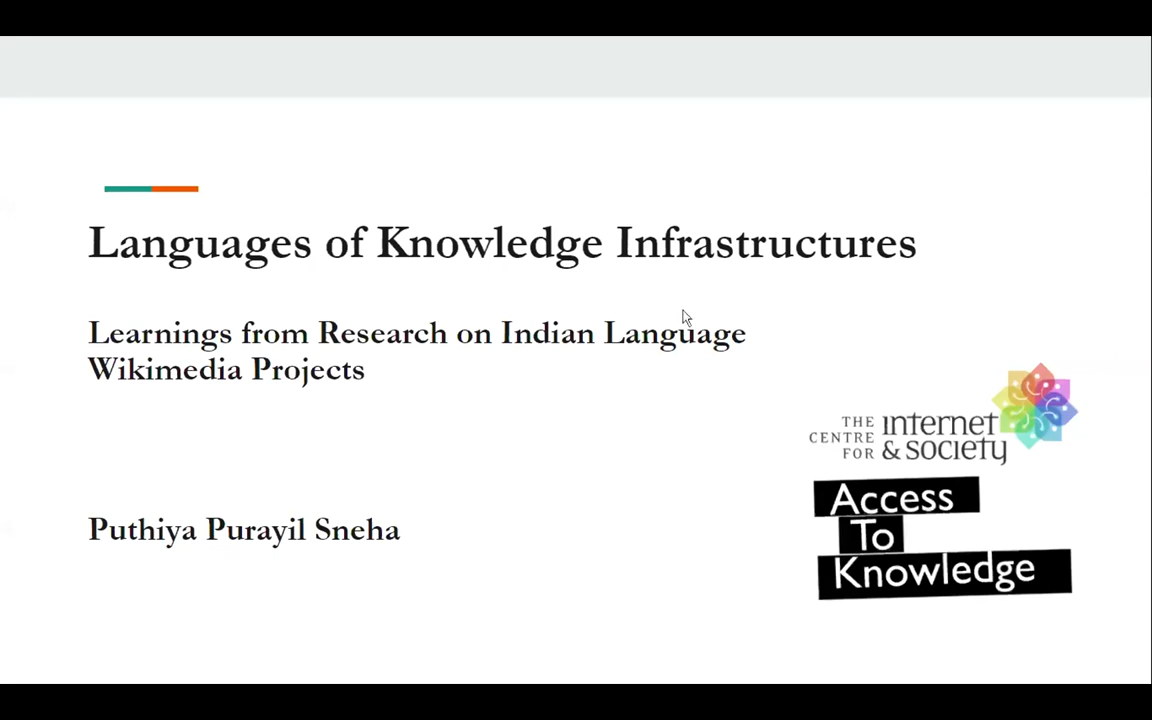 Languages of Knowledge Infrastructures
Learnings from Research on Indian Language
Wikimedia Projects
Puthiya Purayil Sneha
THE CENTRE FOR internet & society
Access
To
Knowledge